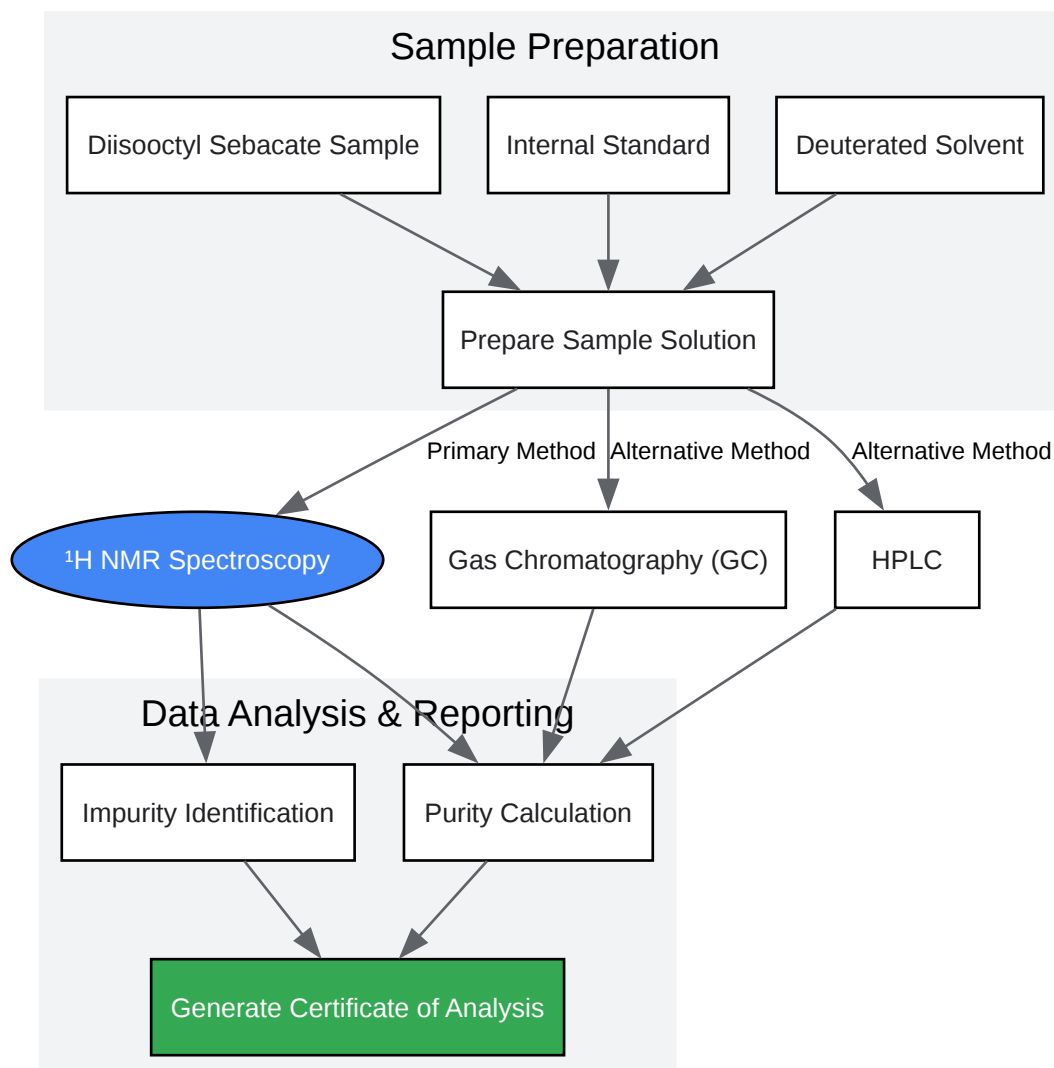 Sample Preparation
Diisooctyl Sebacate Sample
Internal Standard
Deuterated Solvent
Prepare Sample Solution
Primary Method
Alternative Method
Alternative Method
¹H NMR Spectroscopy
Gas Chromatography (GC)
HPLC
Data Analysis & Reporting
Impurity Identification
Purity Calculation
Generate Certificate of Analysis